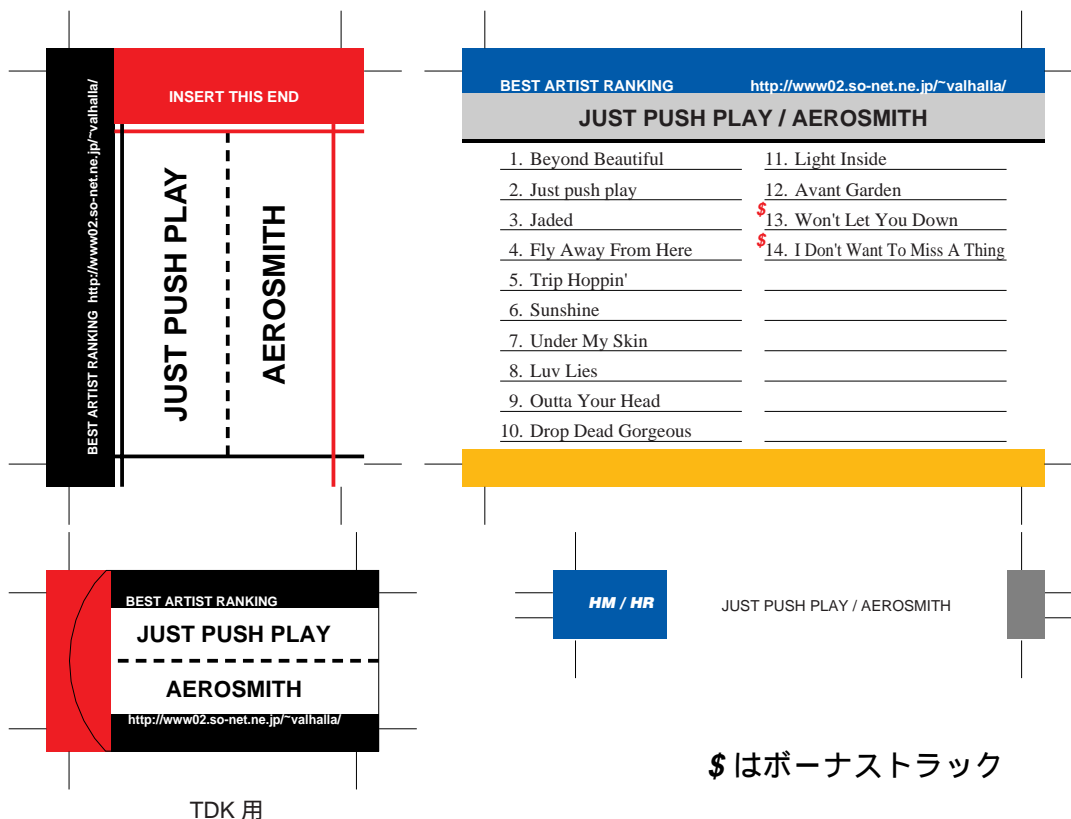 INSERT THIS END
BEST ARTIST RANKING http://www02.so-net.ne.jp/~valhalla/
JUST PUSH PLAY
AEROSMITH
BEST ARTIST RANKING http://www02.so-net.ne.jp/~valhalla/
JUST PUSH PLAY / AEROSMITH
1. Beyond Beautiful
2. Just push play
3. Jaded
4. Fly Away From Here
5. Trip Hoppin'
6. Sunshine
7. Under My Skin
8. Luv Lies
9. Outta Your Head
10. Drop Dead Gorgeous
11. Light Inside
12. Avant Garden
$13. Won't Let You Down
$14. I Don't Want To Miss A Thing
BEST ARTIST RANKING
JUST PUSH PLAY
AEROSMITH
http://www02.so-net.ne.jp/~valhalla/
TDK 用
HM / HR
JUST PUSH PLAY / AEROSMITH
$ はボーナストラック